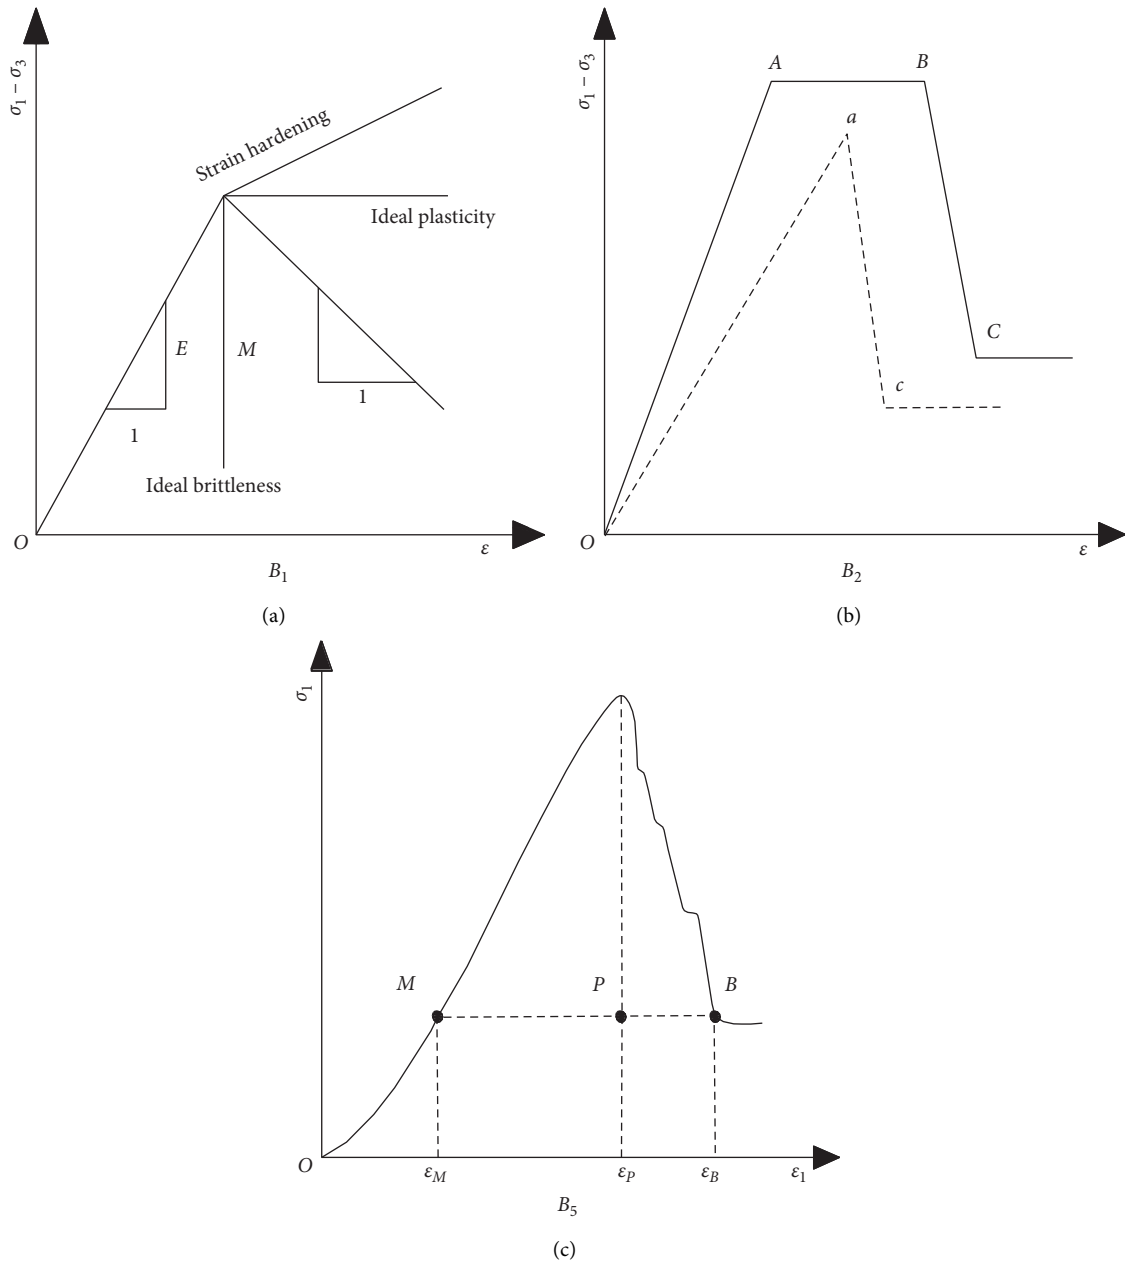 σ1 – σ3
Strain hardening
Ideal plasticity
E
M
1
1
Ideal brittleness
O
ε
B1
(a)
σ1 – σ3
A
B
a
C
c
O
ε
B2
(b)
σ1
M
P
B
O
εM
εP
εB
ε1
B5
(c)